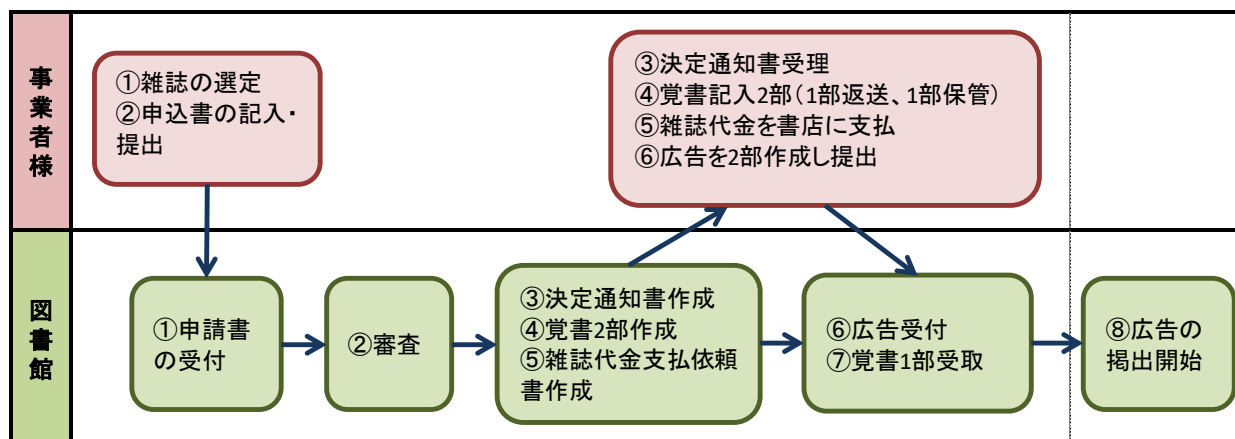 事業者様
①雑誌の選定
②申込書の記入・
提出
③決定通知書受理
④覚書記入2部（1部返送、1部保管）
⑤雑誌代金を書店に支払
⑥広告を2部作成し提出
図書館
①申請書
の受付
②審査
③決定通知書作成
④覚書2部作成
⑤雑誌代金支払依頼
書作成
⑥広告受付
⑦覚書1部受取
⑧広告の
掲出開始